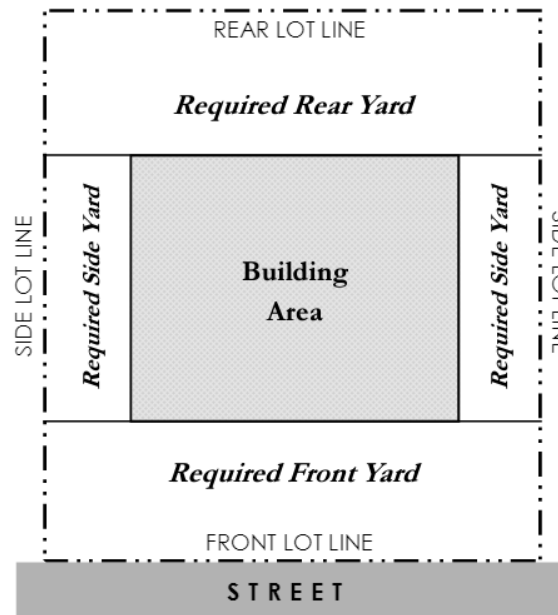 REAR LOT LINE
Required Rear Yard
SIDE LOT LINE
Required Side Yard
Building
Area
Required Side Yard
SIDE LOT LINE
Required Front Yard
FRONT LOT LINE
STREET